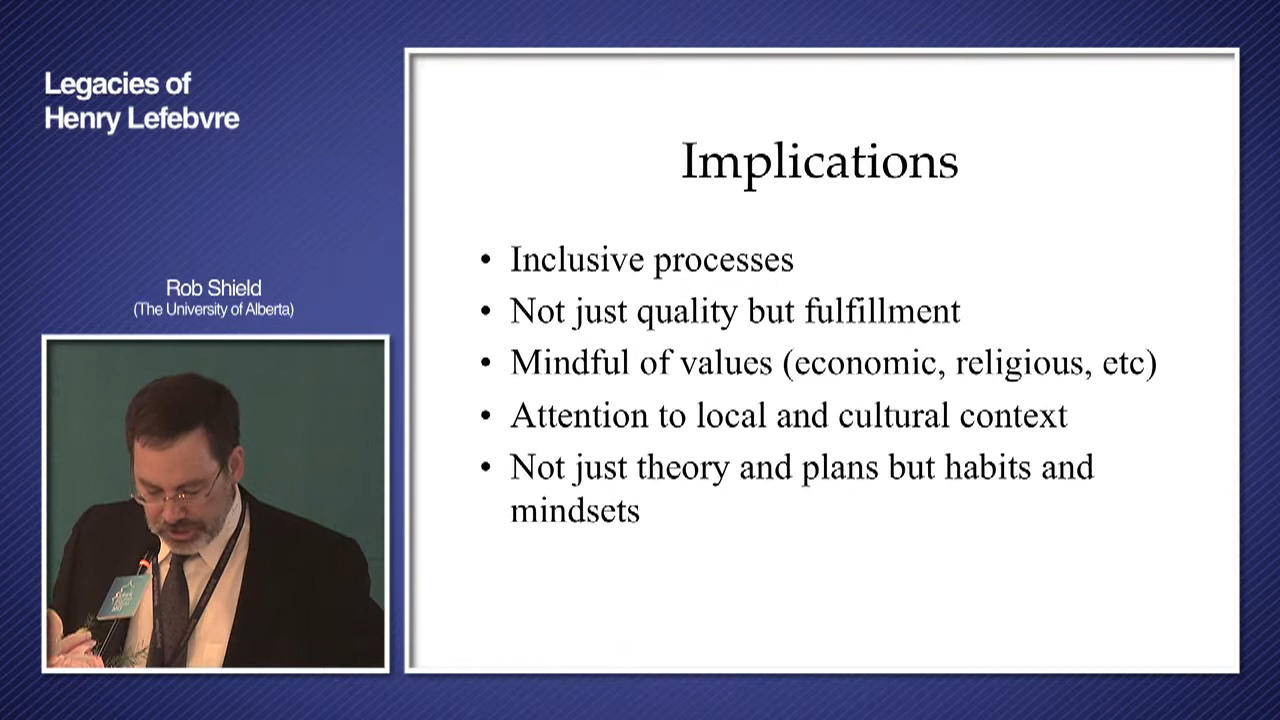 Legacies of
Henry Lefebvre
Rob Shield
(The University of Alberta)
Implications
• Inclusive processes
• Not just quality but fulfillment
• Mindful of values (economic, religious, etc)
• Attention to local and cultural context
• Not just theory and plans but habits and
mindsets